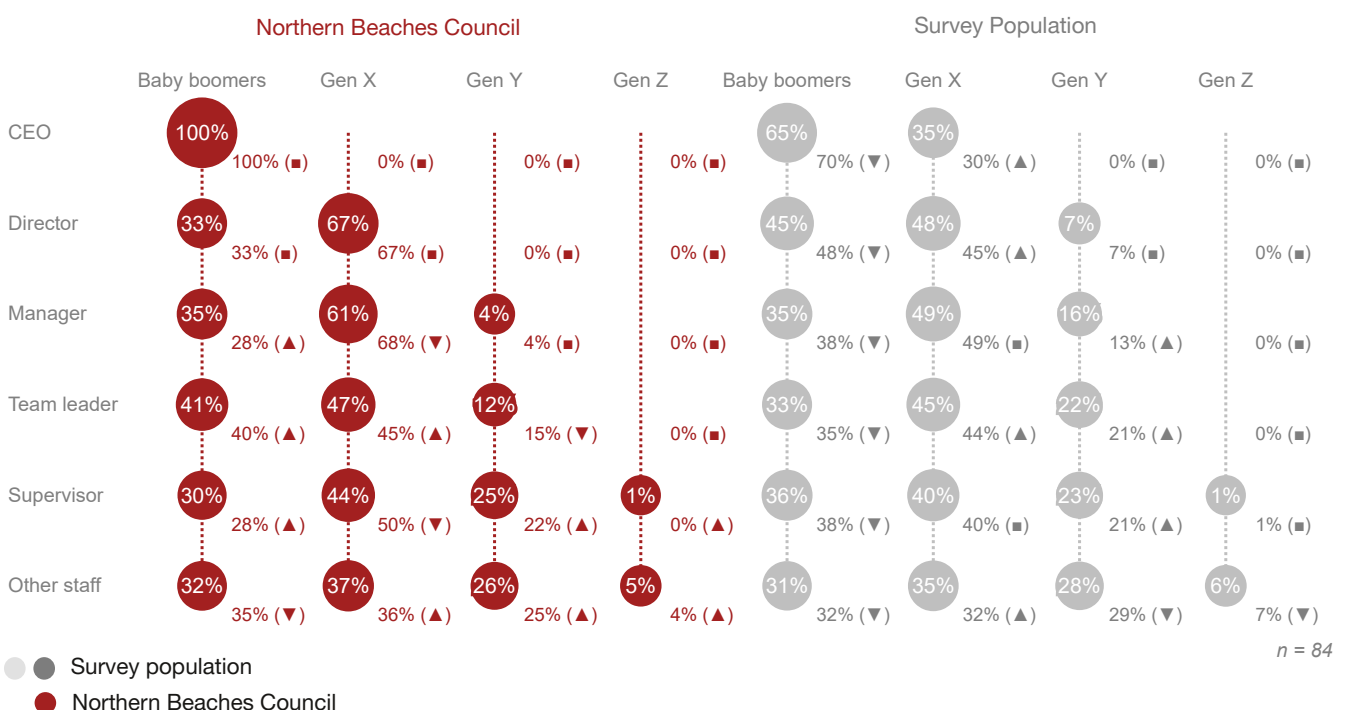 Northern Beaches Council Survey Population
Baby boomers Gen X Gen Y Gen Z Baby boomers Gen X Gen Y Gen Z
CEO 100% 65% 35%
100% (■) 0% (■) 0% (■) 0% (■) 70% (▼) 30% (▲) 0% (■) 0% (■)
Director 33% 67% 45% 48% 7%
33% (■) 67% (■) 0% (■) 0% (■) 48% (▼) 45% (▲) 7% (■) 0% (■)
Manager 35% 61% 4% 35% 49% 16%
28% (▲) 68% (▼) 4% (■) 0% (■) 38% (▼) 49% (■) 13% (▲) 0% (■)
Team leader 41% 47% 12% 33% 45% 22%
40% (▲) 45% (▲) 15% (▼) 0% (■) 35% (▼) 44% (▲) 21% (▲) 0% (■)
Supervisor 30% 44% 25% 1% 36% 40% 23% 1%
28% (▲) 50% (▼) 22% (▲) 0% (▲) 38% (▼) 40% (■) 21% (▲) 1% (■)
Other staff 32% 37% 26% 5% 31% 35% 28% 6%
35% (▼) 36% (▲) 25% (▲) 4% (▲) 32% (▼) 32% (▲) 29% (▼) 7% (▼)
n = 84
Survey population
Northern Beaches Council